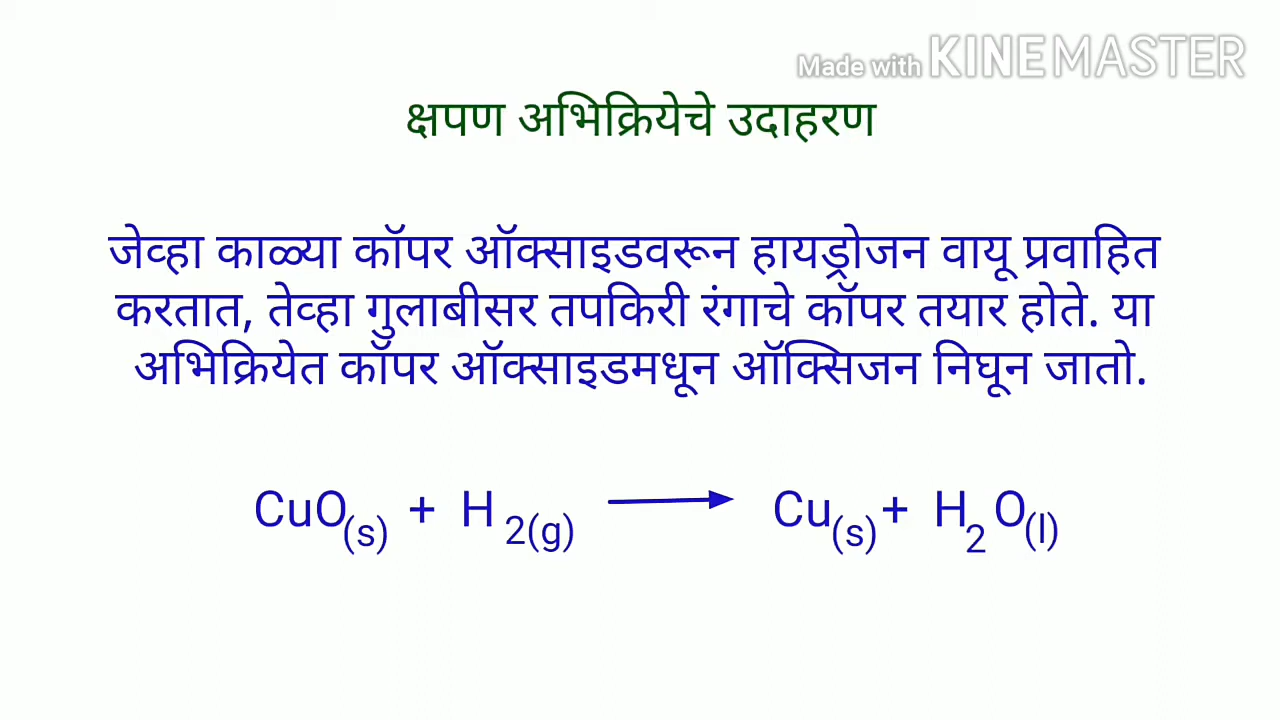 Made with KINEMASTER
क्षपण अभिक्रियेचे उदाहरण
जेव्हा काळ्या कॉपर ऑक्साइडवरून हायड्रोजन वायू प्रवाहित
करतात, तेव्हा गुलाबीसर तपकिरी रंगाचे कॉपर तयार होते. या
अभिक्रियेत कॉपर ऑक्साइडमधून ऑक्सिजन निघून जातो.
CuO(s) + H 2(g) ⟶ Cu(s) + H2 O(l)